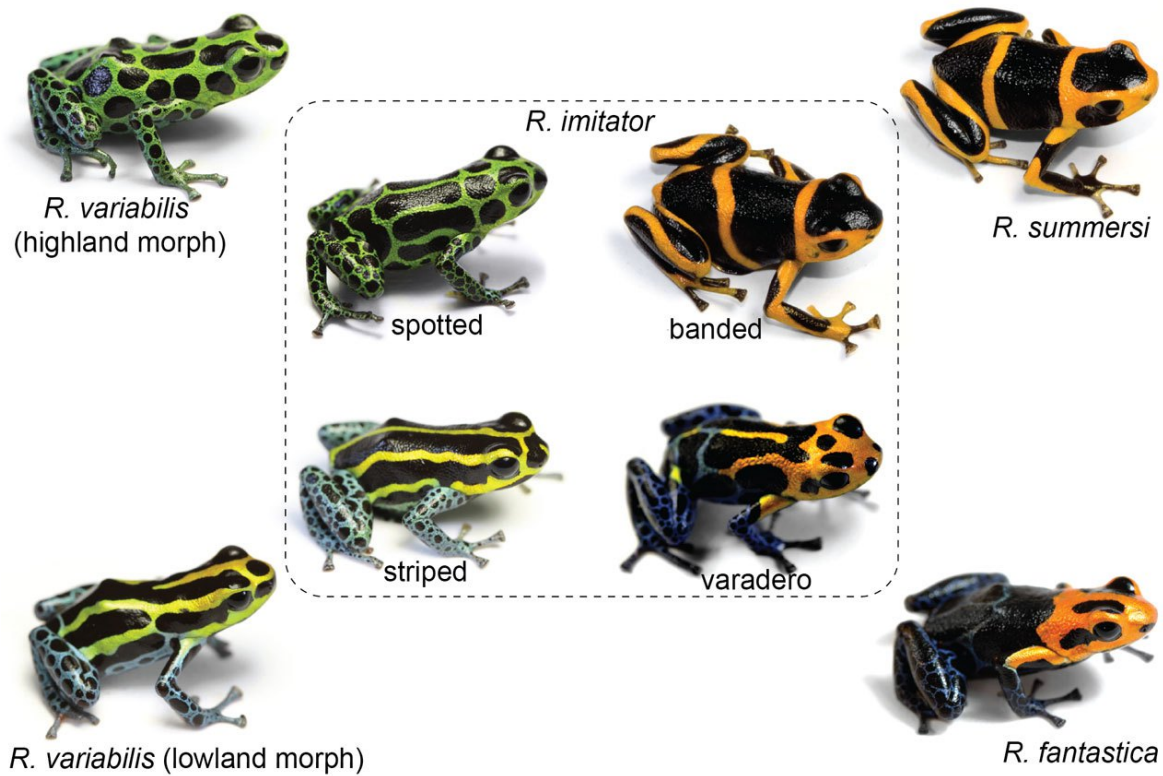 R. imitator
R. variabilis
(highland morph)
R. summersi
spotted
banded
striped
varadero
R. variabilis (lowland morph)
R. fantastica